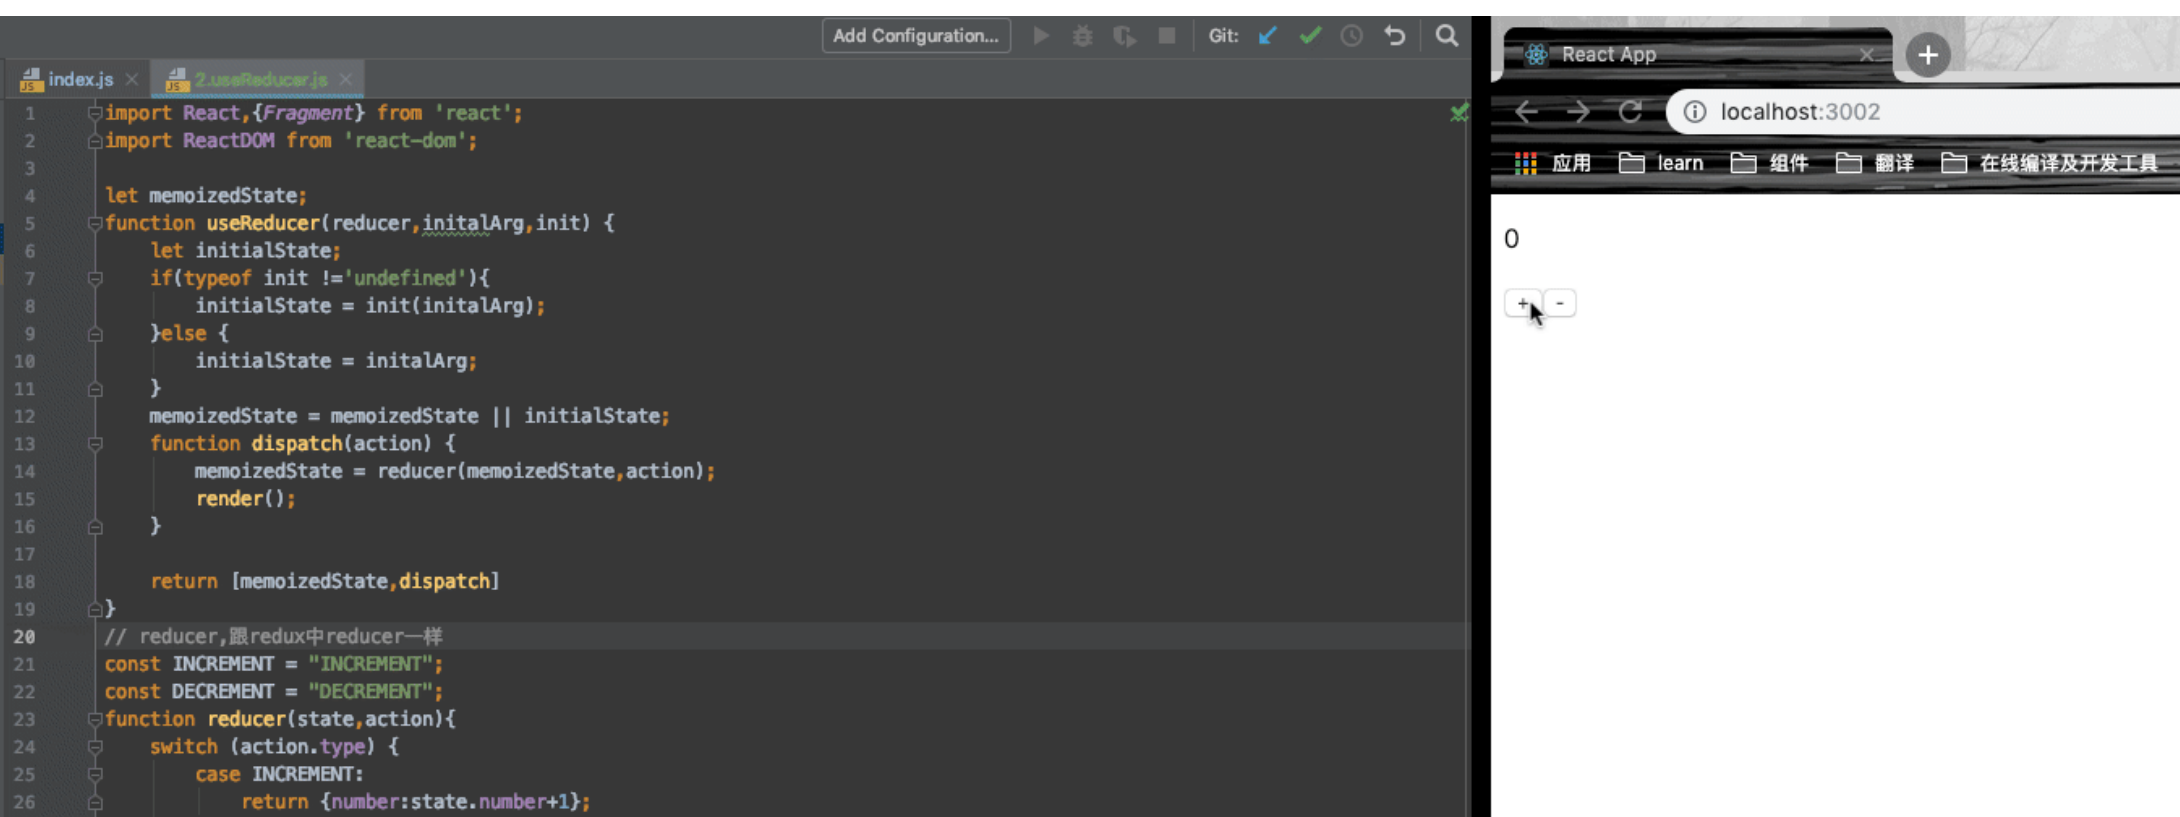 Add Configuration...
Git:
index.js
2.useReducer.js
1 import React,{Fragment} from 'react';
2 import ReactDOM from 'react-dom';
3
4 let memoizedState;
5 function useReducer(reducer,initalArg,init) {
6 let initialState;
7 if(typeof init !='undefined'){
8 initialState = init(initalArg);
9 }else {
10 initialState = initalArg;
11 }
12 memoizedState = memoizedState || initialState;
13 function dispatch(action) {
14 memoizedState = reducer(memoizedState,action);
15 render();
16 }
17
18 return [memoizedState,dispatch]
19 }
20 // reducer,跟redux中reducer一样
21 const INCREMENT = "INCREMENT";
22 const DECREMENT = "DECREMENT";
23 function reducer(state,action){
24 switch (action.type) {
25 case INCREMENT:
26 return {number:state.number+1};
React App
localhost:3002
应用 learn 组件 翻译 在线编译及开发工具
0
+ -